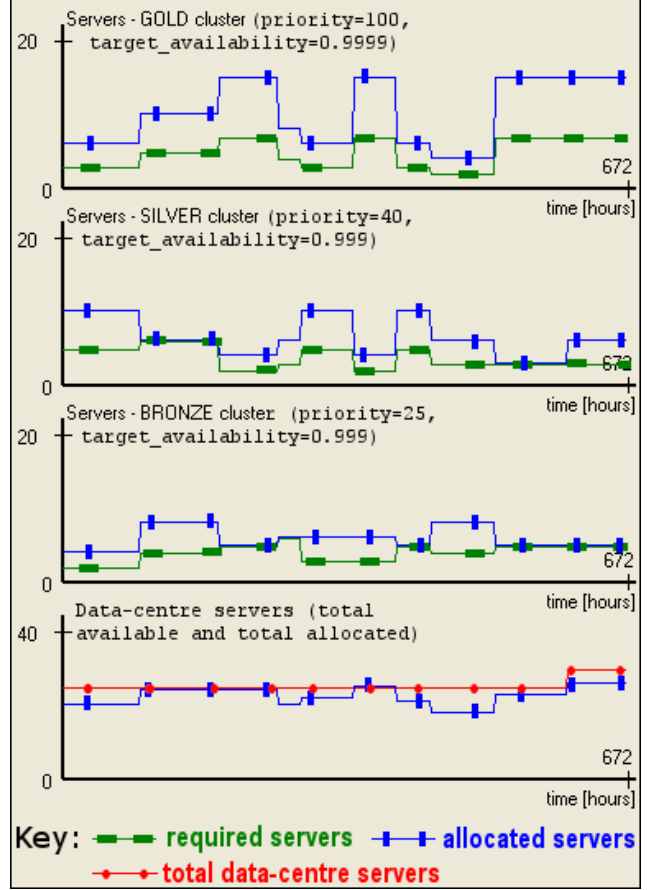 Servers - GOLD cluster (priority=100,
target_availability=0.9999)
20
672
0
time [hours]
Servers - SILVER cluster (priority=40,
target_availability=0.999)
20
672
0
time [hours]
Servers - BRONZE cluster (priority=25,
target_availability=0.999)
20
672
0
time [hours]
Data-centre servers (total
available and total allocated)
40
672
0
time [hours]
Key: required servers allocated servers
total data-centre servers